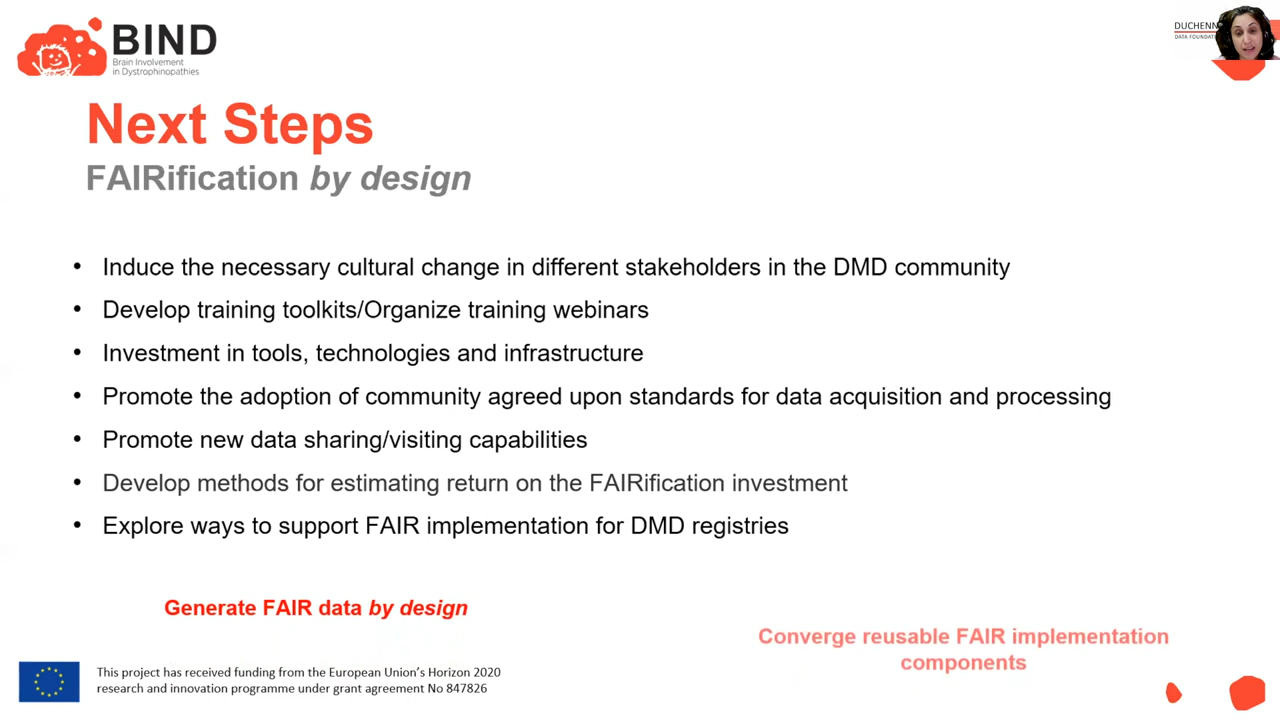 BIND
Brain Involvement
in Dystrophinopathies
DUCHENN
DATA FOUNDAT
Next Steps
FAIRification by design
• Induce the necessary cultural change in different stakeholders in the DMD community
• Develop training toolkits/Organize training webinars
• Investment in tools, technologies and infrastructure
• Promote the adoption of community agreed upon standards for data acquisition and processing
• Promote new data sharing/visiting capabilities
• Develop methods for estimating return on the FAIRification investment
• Explore ways to support FAIR implementation for DMD registries
Generate FAIR data by design
Converge reusable FAIR implementation
components
This project has received funding from the European Union’s Horizon 2020
research and innovation programme under grant agreement No 847826